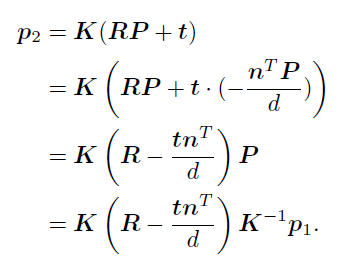 p₂ = K(RP + t)
= K ( RP + t · (− nᵀP / d) )
= K ( R − tnᵀ / d ) P
= K ( R − tnᵀ / d ) K⁻¹p₁.